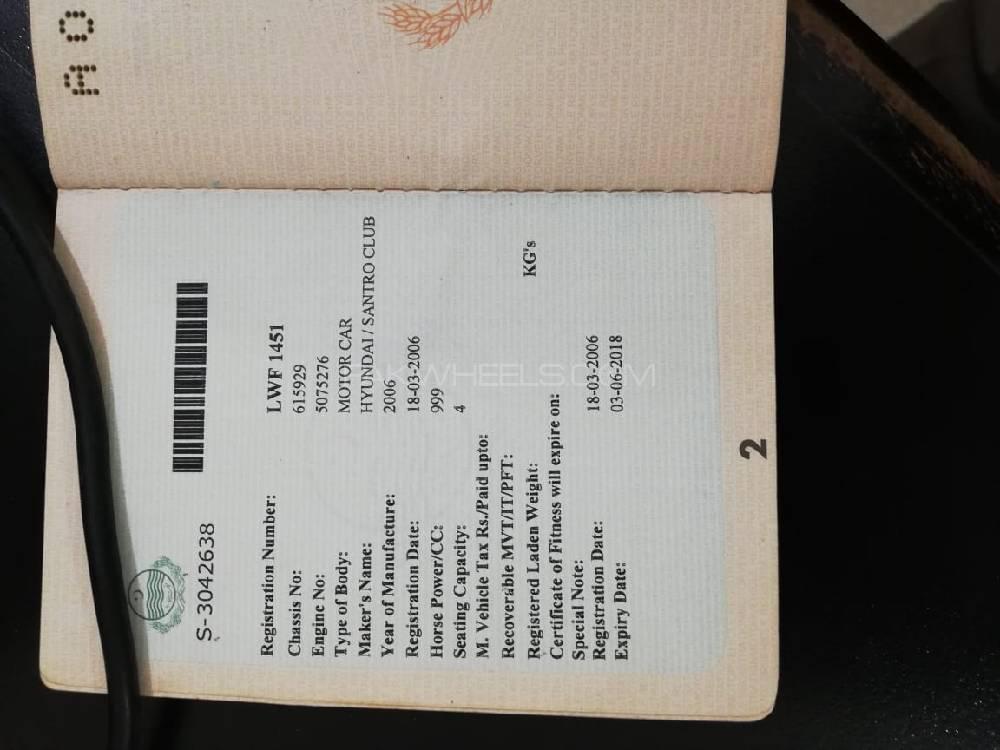 A O
S-3042638
Registration Number: LWF 1451
Chassis No: 615929
Engine No: 5075276
Type of Body: MOTOR CAR
Maker's Name: HYUNDAI / SANTRO CLUB
Year of Manufacture: 2006
Registration Date: 18-03-2006
Horse Power/CC: 999
Seating Capacity: 4
M. Vehicle Tax Rs./Paid upto:
Recoverable MVT/IT/PFT:
Registered Laden Weight: KG's
Certificate of Fitness will expire on:
Special Note:
Registration Date: 18-03-2006
Expiry Date: 03-06-2018
2
PAKWHEELS.COM